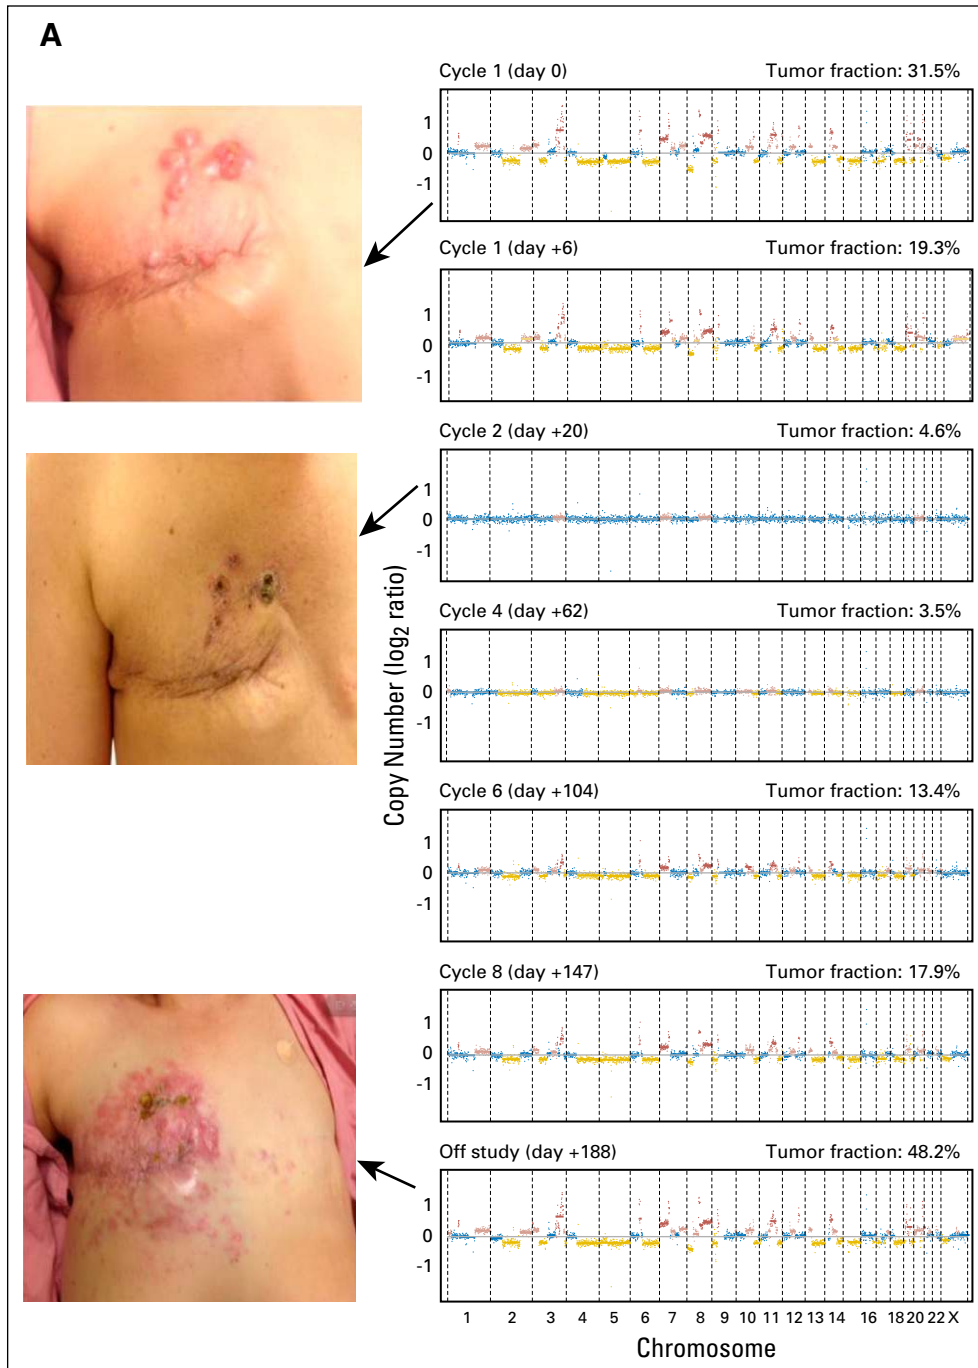 A
Cycle 1 (day 0) Tumor fraction: 31.5%
1
0
-1
Cycle 1 (day +6) Tumor fraction: 19.3%
1
0
-1
Cycle 2 (day +20) Tumor fraction: 4.6%
1
0
-1
Cycle 4 (day +62) Tumor fraction: 3.5%
1
0
-1
Cycle 6 (day +104) Tumor fraction: 13.4%
1
0
-1
Cycle 8 (day +147) Tumor fraction: 17.9%
1
0
-1
Off study (day +188) Tumor fraction: 48.2%
1
0
-1
Copy Number (log2 ratio)
1 2 3 4 5 6 7 8 9 10 11 12 13 14 16 18 20 22 X
Chromosome